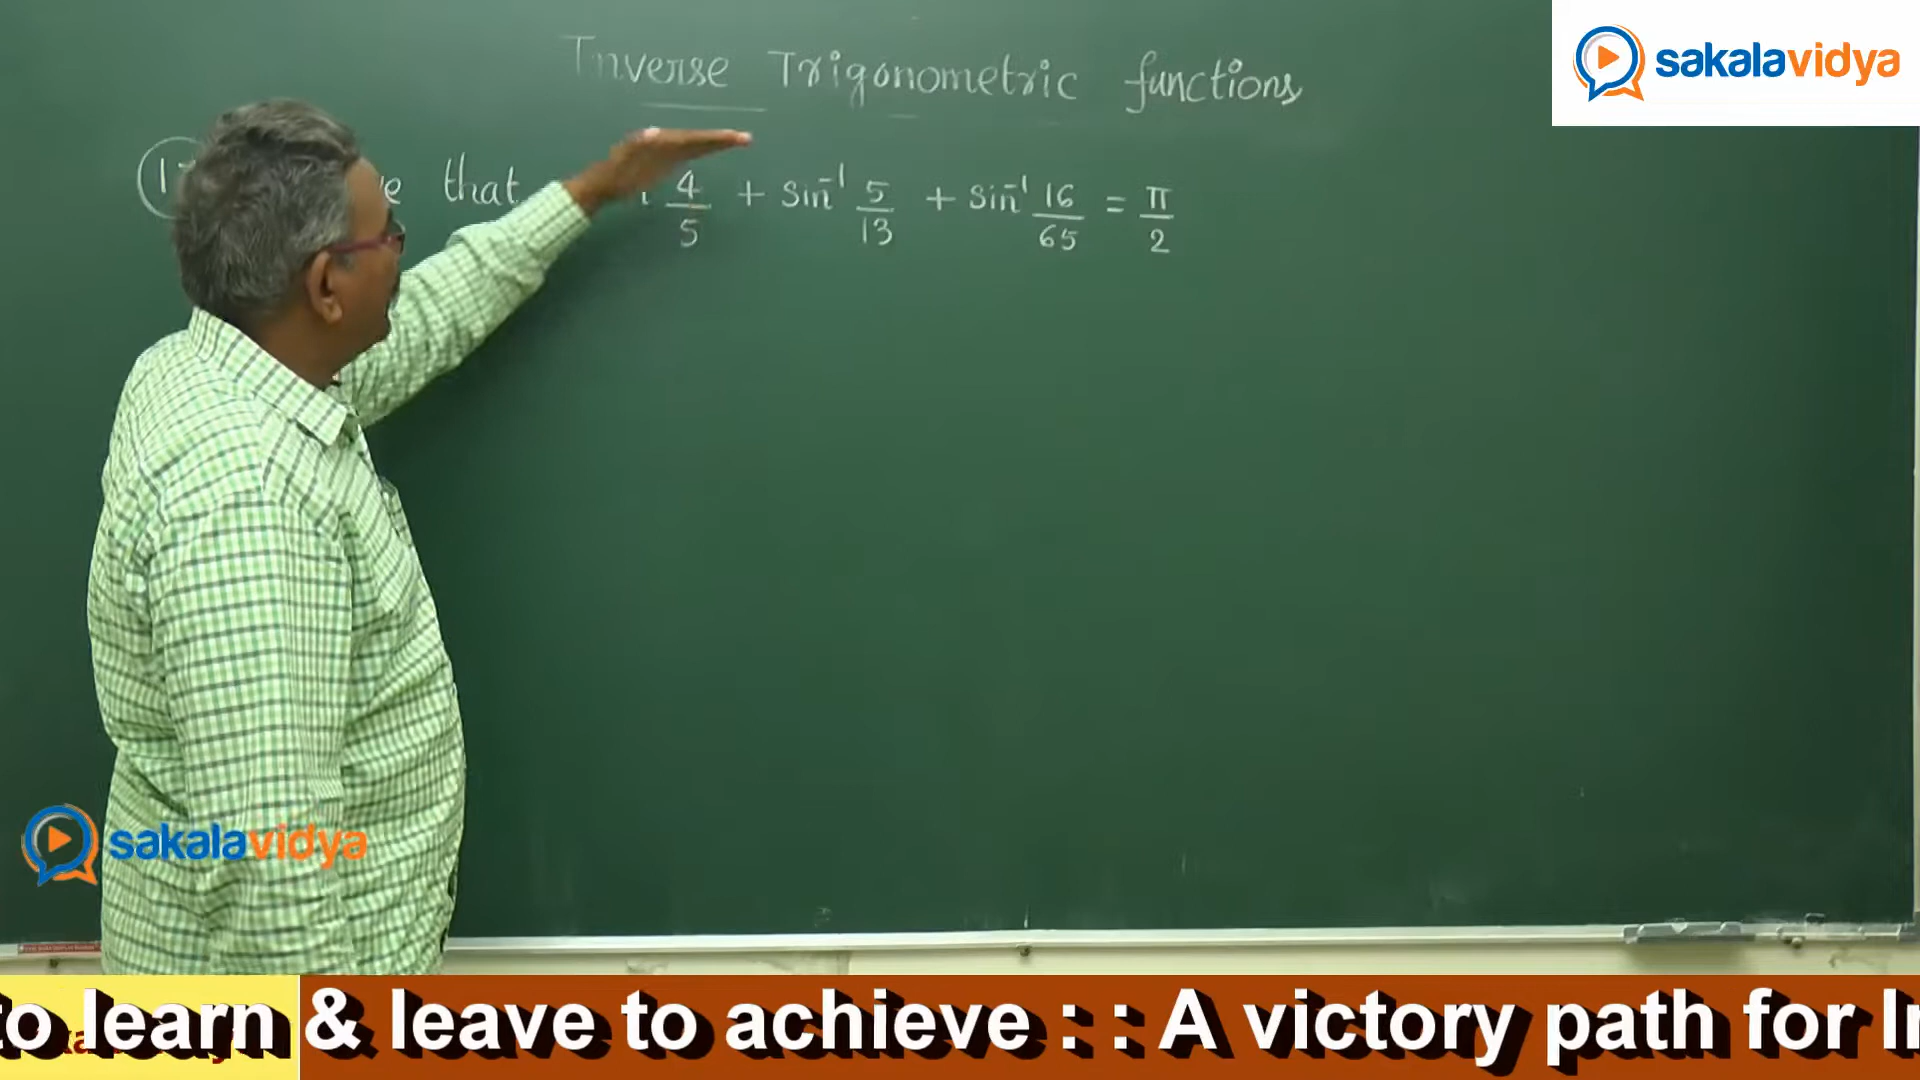 sakalavidya
Inverse Trigonometric functions
that 4/5 + Sin⁻¹ 5/13 + Sin⁻¹ 16/65 = π/2
sakalavidya
to learn & leave to achieve : : A victory path for